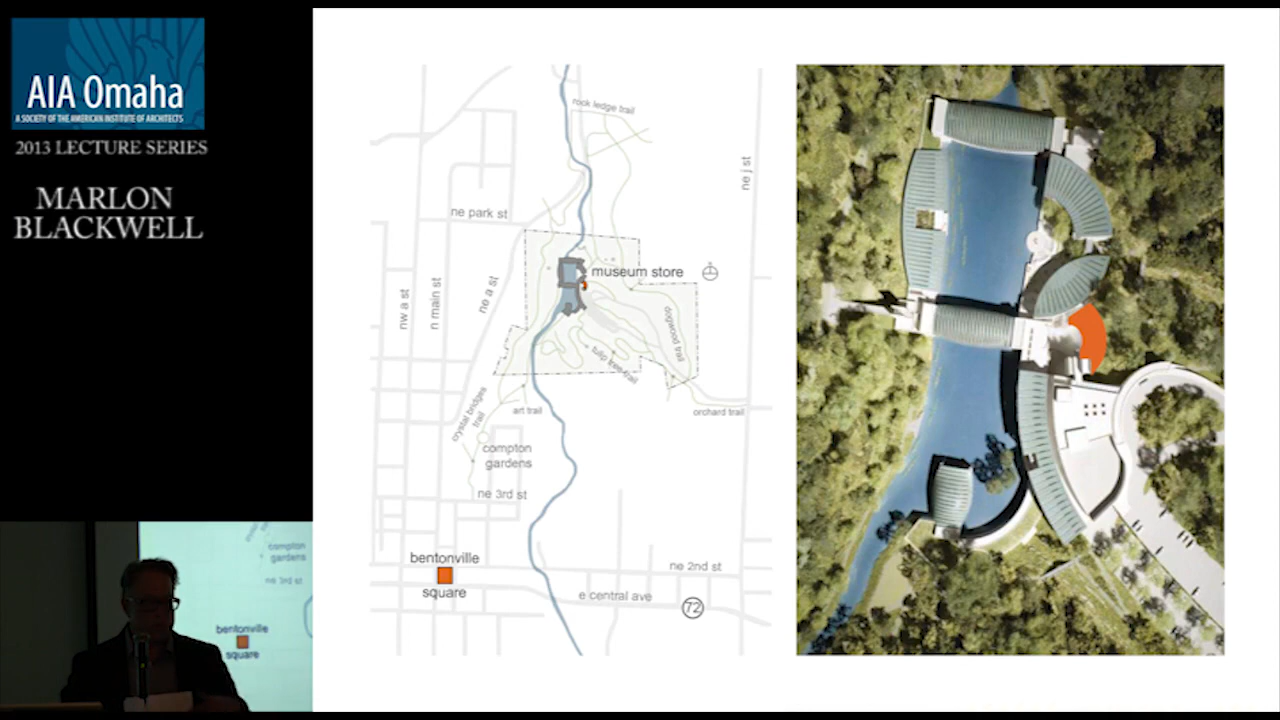 AIA Omaha
A SOCIETY OF THE AMERICAN INSTITUTE OF ARCHITECTS
2013 LECTURE SERIES
MARLON
BLACKWELL
rock ledge trail
ne j st
ne park st
museum store
nw a st
n main st
ne a st
dogwood trail
tulip tree trail
crystal bridges
trail
art trail
orchard trail
compton
gardens
ne 3rd st
bentonville
square
ne 2nd st
e central ave
72
compton
gardens
ne 3rd st
bentonville
square